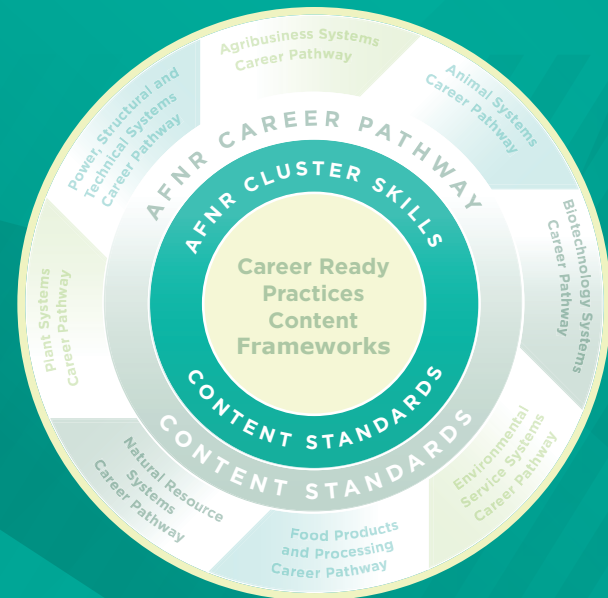 Agribusiness Systems
Career Pathway
Animal Systems
Career Pathway
Biotechnology Systems
Career Pathway
Environmental
Service Systems
Career Pathway
Food Products
and Processing
Career Pathway
Natural Resource
Systems
Career Pathway
Plant Systems
Career Pathway
Power, Structural and
Technical Systems
Career Pathway
AFNR CAREER PATHWAY
CONTENT STANDARDS
AFNR CLUSTER SKILLS
CONTENT STANDARDS
Career Ready
Practices
Content
Frameworks